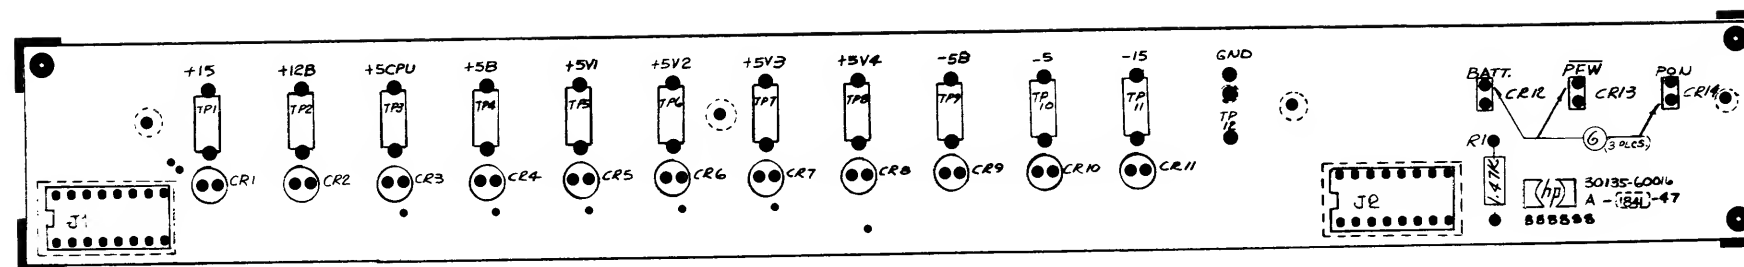 +15 +12B +5CPU +5B +5V1 +5V2 +5V3 +5V4 -5B -5 -15 GND
TP1 TP2 TP3 TP4 TP5 TP6 TP7 TP8 TP9 TP 10 TP 11 TP 12
CR1 CR2 CR3 CR4 CR5 CR6 CR7 CR8 CR9 CR10 CR11
BATT. PFW PON
CR12 CR13 CR14
R1 6 (3 PLCS.)
1.47K
J1 J2
hp 30135-60016
A-1841-47